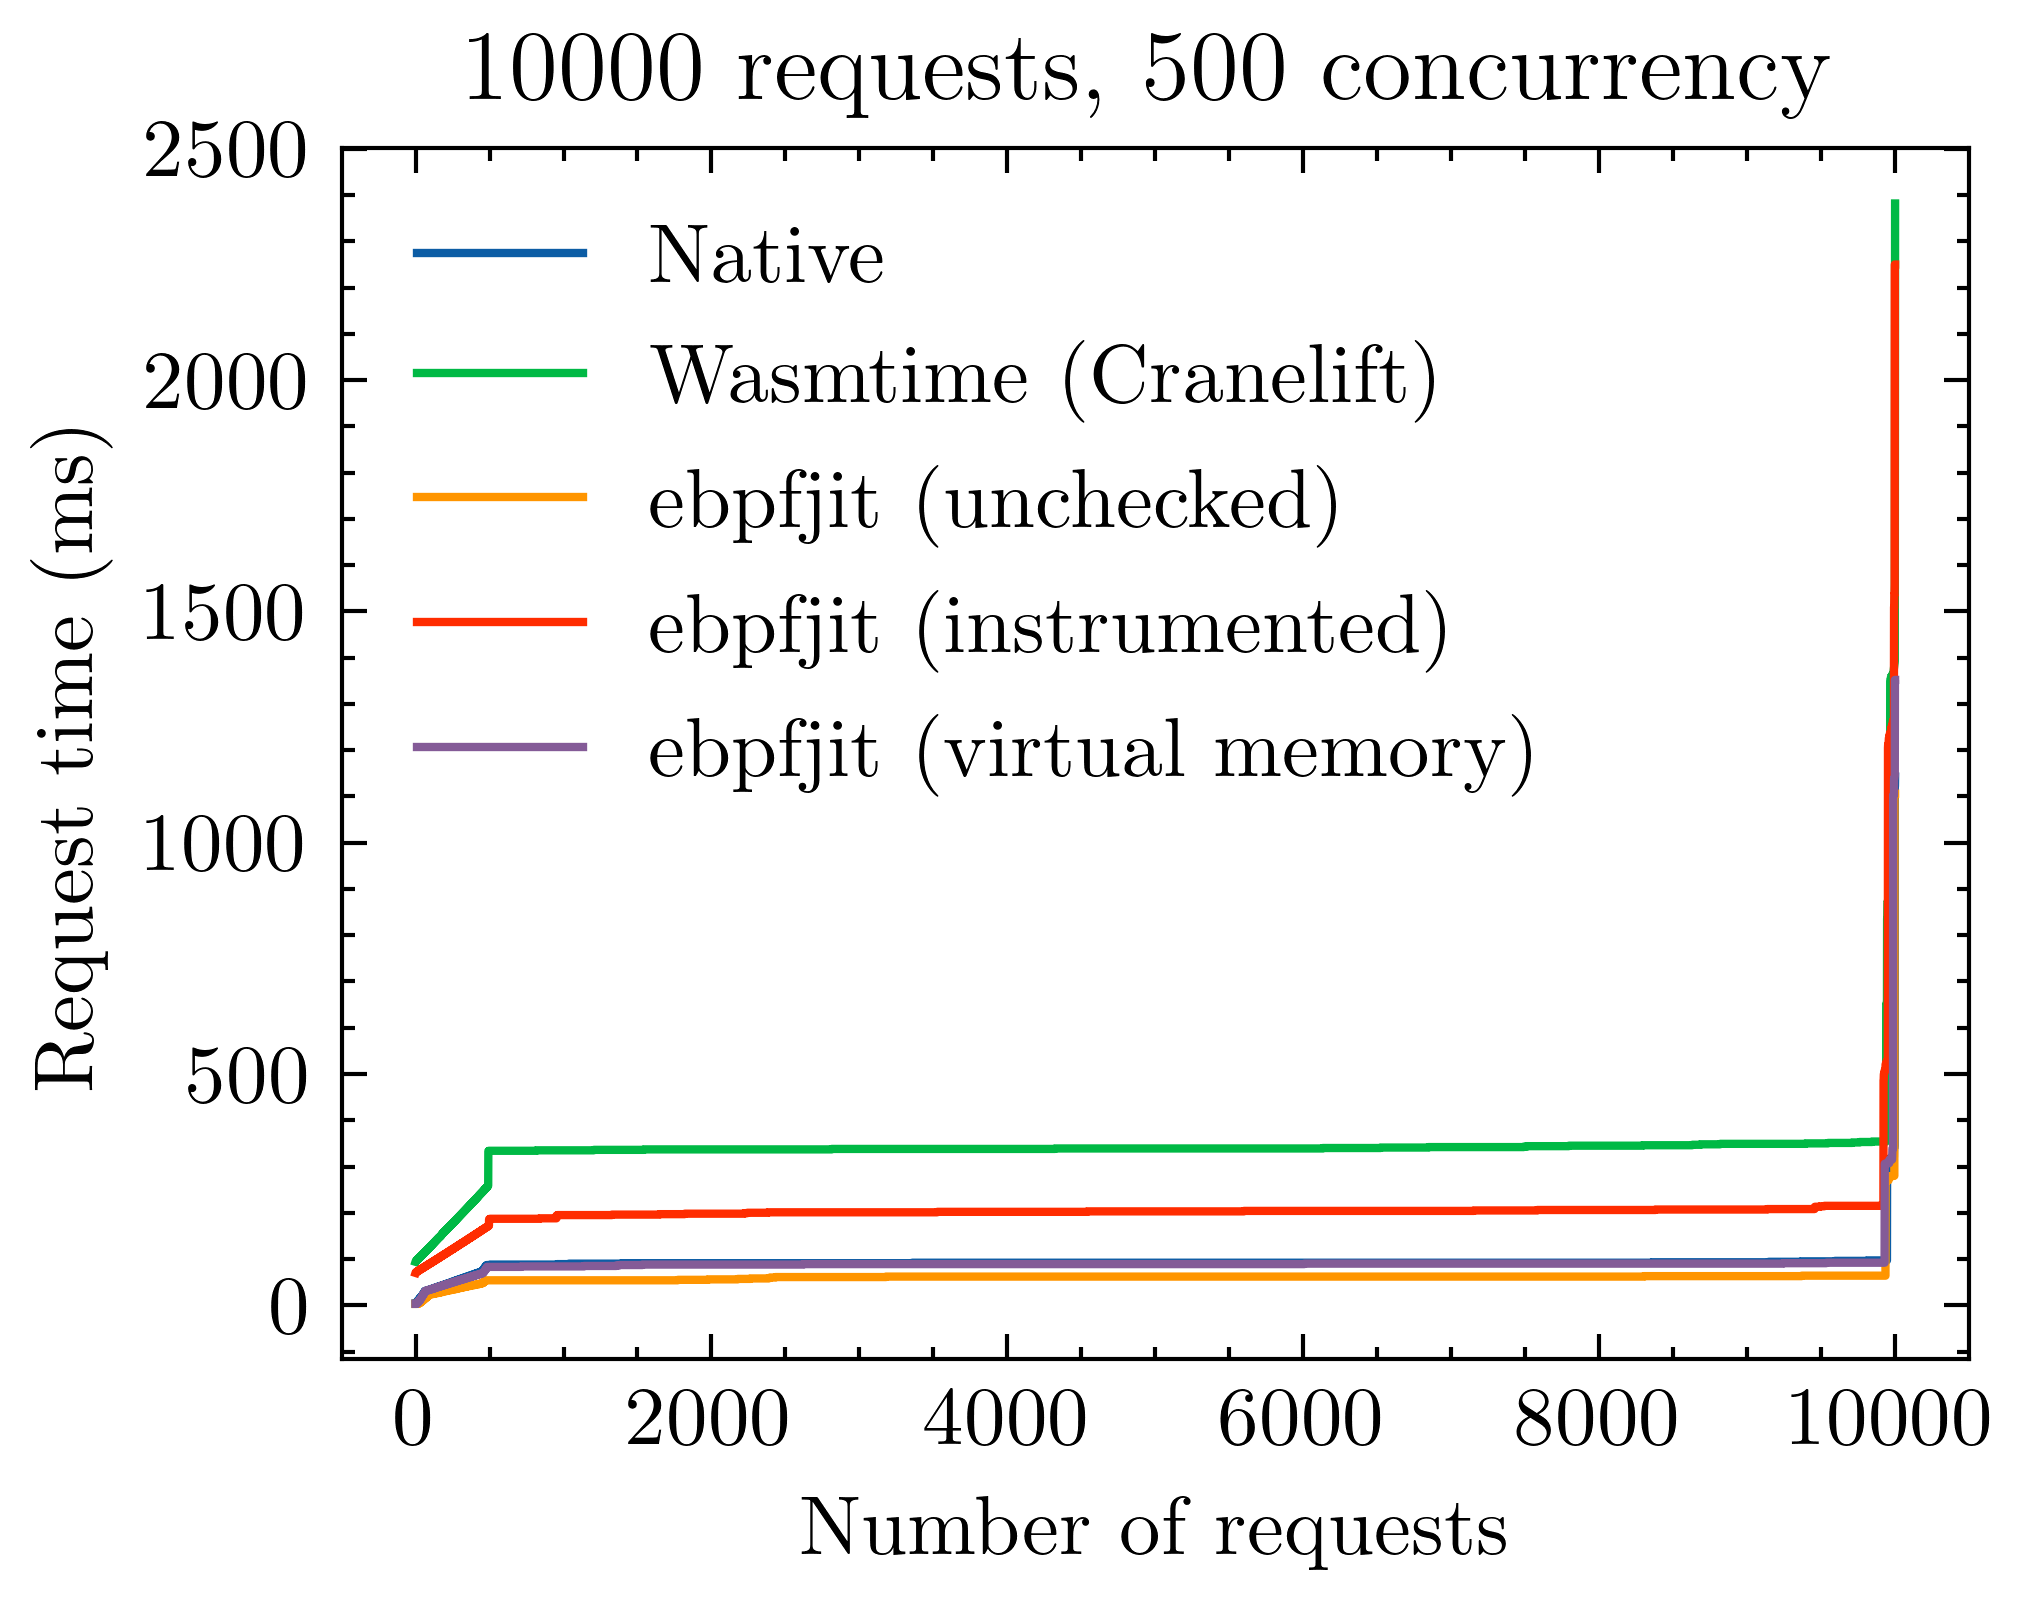 10000 requests, 500 concurrency
2500
2000
1500
1000
500
0
Request time (ms)
Native
Wasmtime (Cranelift)
ebpfjit (unchecked)
ebpfjit (instrumented)
ebpfjit (virtual memory)
0 2000 4000 6000 8000 10000
Number of requests